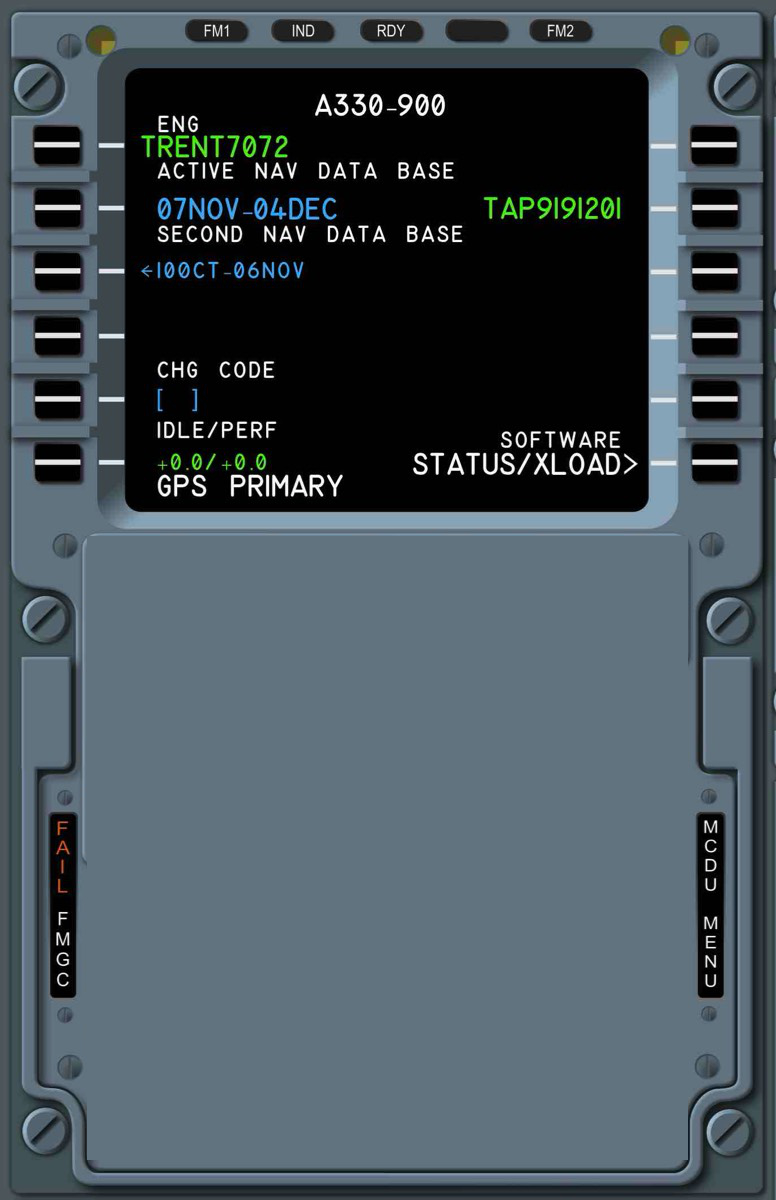 FM1 IND RDY FM2
A330-900
ENG
TRENT7072
ACTIVE NAV DATA BASE
07NOV-04DEC TAP9191201
SECOND NAV DATA BASE
←10OCT-06NOV
CHG CODE
[ ]
IDLE/PERF
SOFTWARE
+0.0/+0.0 STATUS/XLOAD>
GPS PRIMARY
FAIL FMGC
MCDU MENU